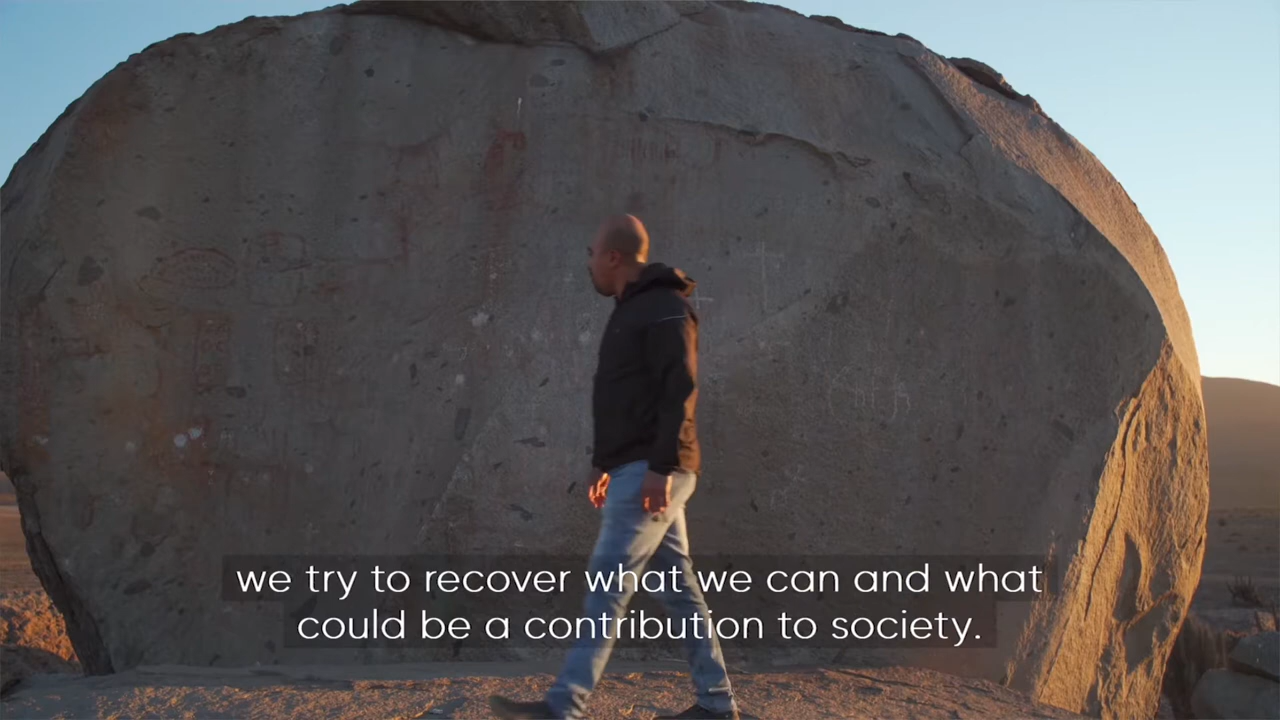 we try to recover what we can and what
could be a contribution to society.